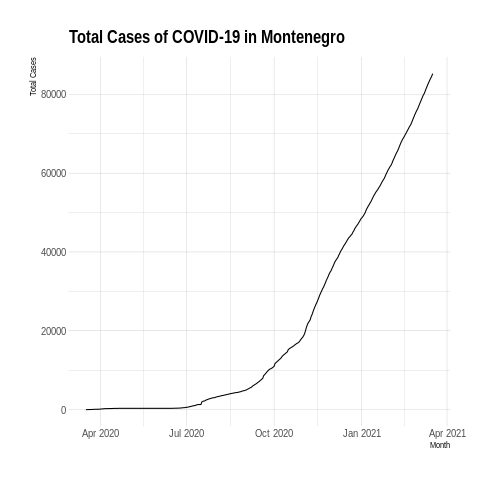 Total Cases of COVID-19 in Montenegro
Total Cases
80000
60000
40000
20000
0
Apr 2020 Jul 2020 Oct 2020 Jan 2021 Apr 2021
Month